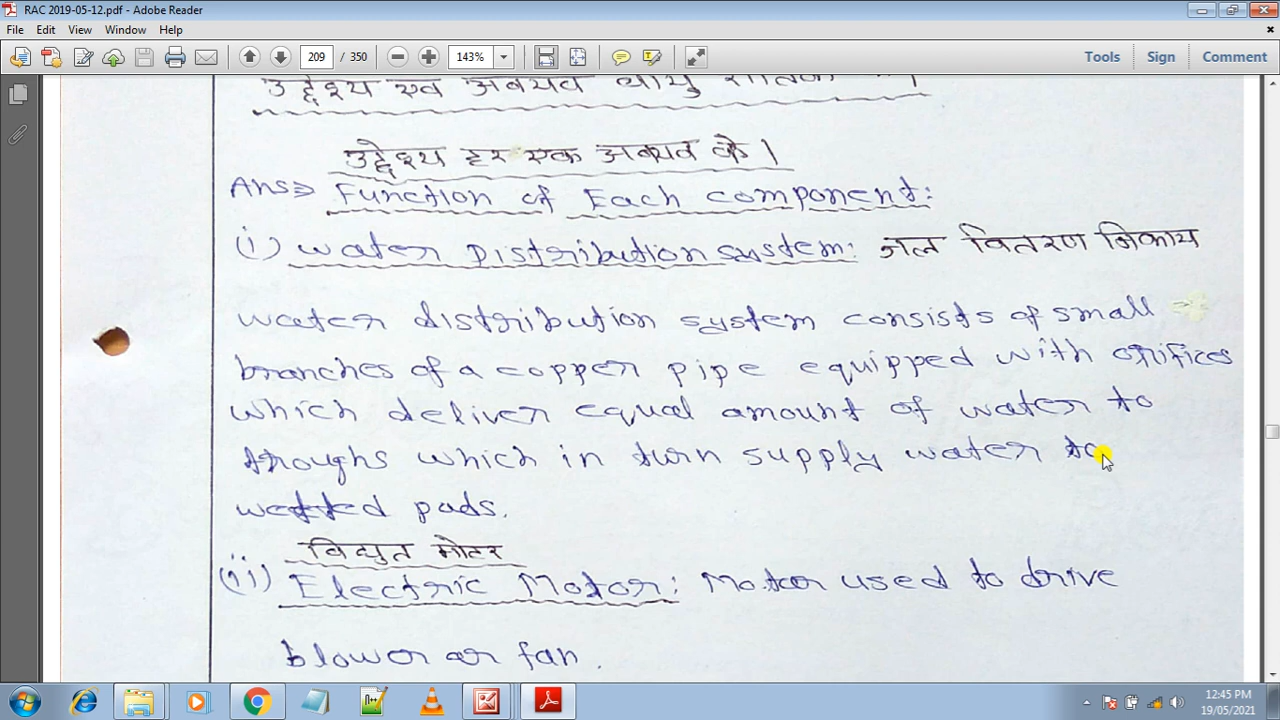 RAC 2019-05-12.pdf - Adobe Reader
File Edit View Window Help
209 / 350 143% Tools Sign Comment
उद्देश्य एव अवयव वायु
उद्देश्य हर एक अवयव के।
Ans⇒ Function of Each component:
(i) Water Distribution system: जल वितरण निकाय
water distribution system consists of small
branches of a copper pipe equipped with orifices
which deliver equal amount of water to
troughs which in turn supply water to
wetted pads.
विद्युत मोटर
(ii) Electric Motor: Motor used to drive
blower or fan.
12:45 PM
19/05/2021